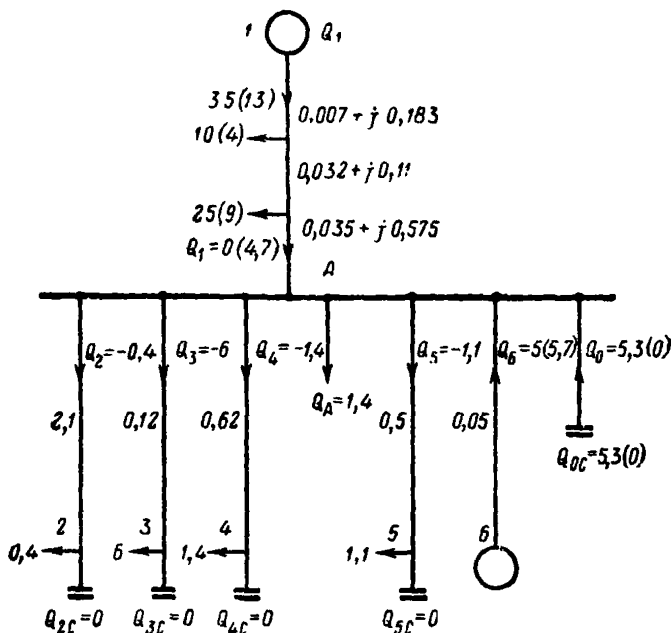 1 Q₁
35(13)
0,007 + j 0,183
10(4)
0,032 + j 0,11
25(9)
0,035 + j 0,575
Q₁=0(4,7)
A
Q₂=-0,4 Q₃=-6 Q₄=-1,4 Q₅=-1,1 Q₆=5(5,7) Q₀=5,3(0)
Q_A=1,4
2,1 0,12 0,62 0,5 0,05
Q₀C=5,3(0)
2 3 4 5 6
0,4 6 1,4 1,1
Q₂C=0 Q₃C=0 Q₄C=0 Q₅C=0